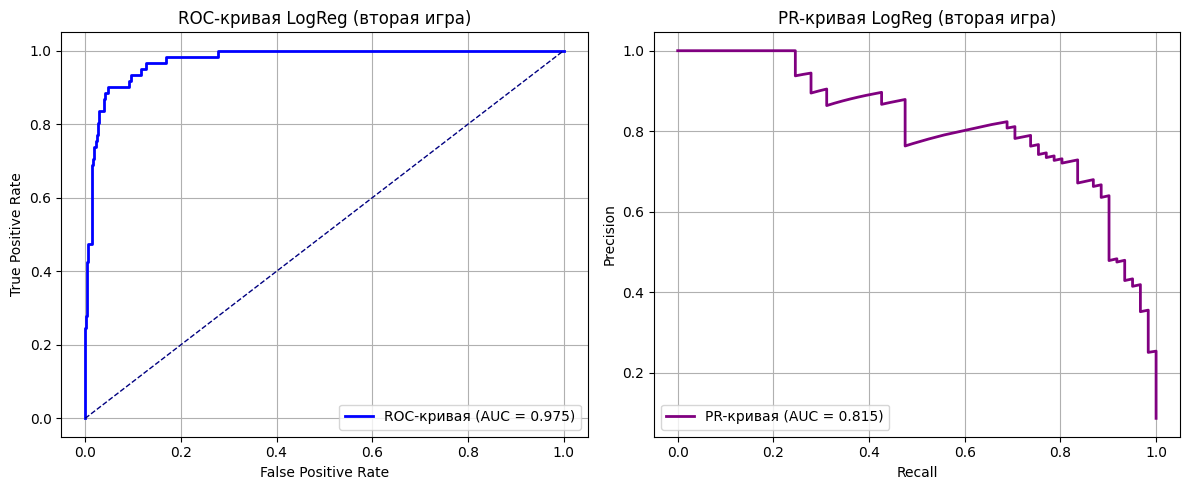 ROC-кривая LogReg (вторая игра)
True Positive Rate
1.0
0.8
0.6
0.4
0.2
0.0
ROC-кривая (AUC = 0.975)
0.0 0.2 0.4 0.6 0.8 1.0
False Positive Rate
PR-кривая LogReg (вторая игра)
Precision
1.0
0.8
0.6
0.4
0.2
PR-кривая (AUC = 0.815)
0.0 0.2 0.4 0.6 0.8 1.0
Recall